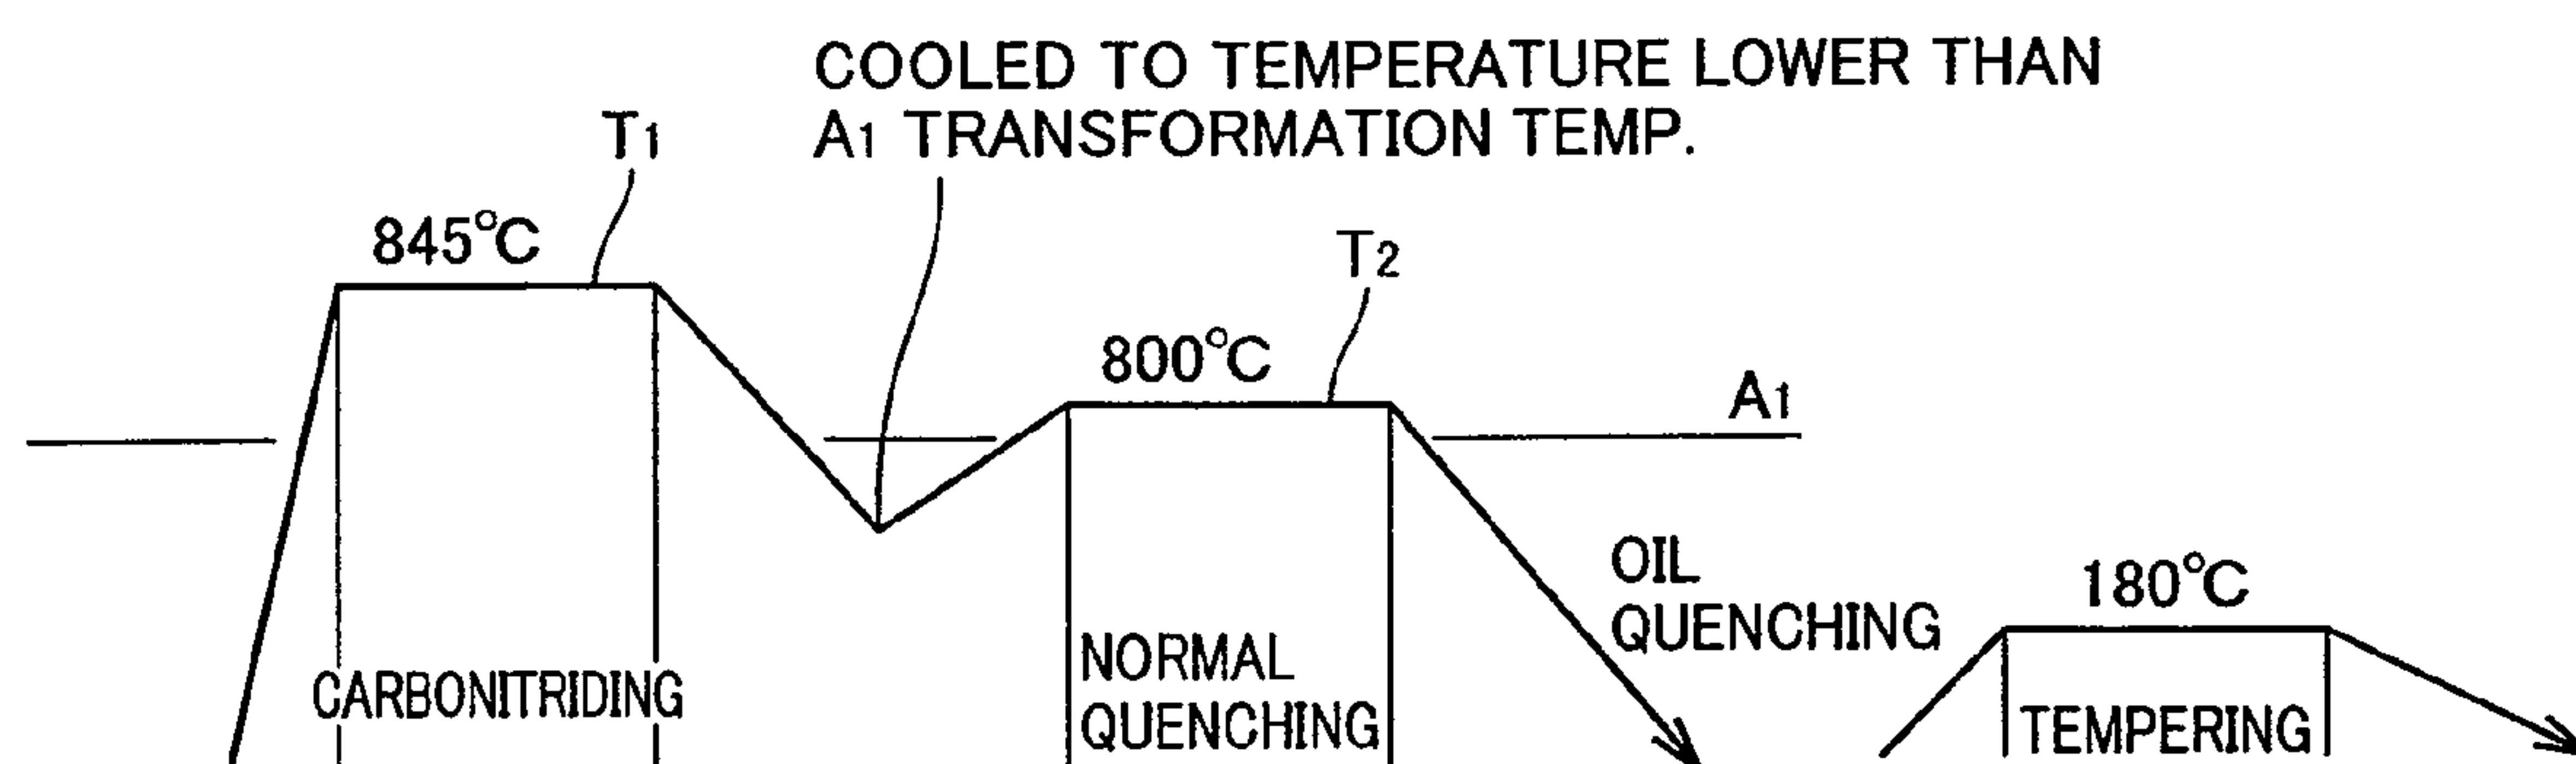 COOLED TO TEMPERATURE LOWER THAN
A1 TRANSFORMATION TEMP.
T1
845°C
T2
800°C
A1
OIL
QUENCHING
180°C
CARBONITRIDING
NORMAL
QUENCHING
TEMPERING